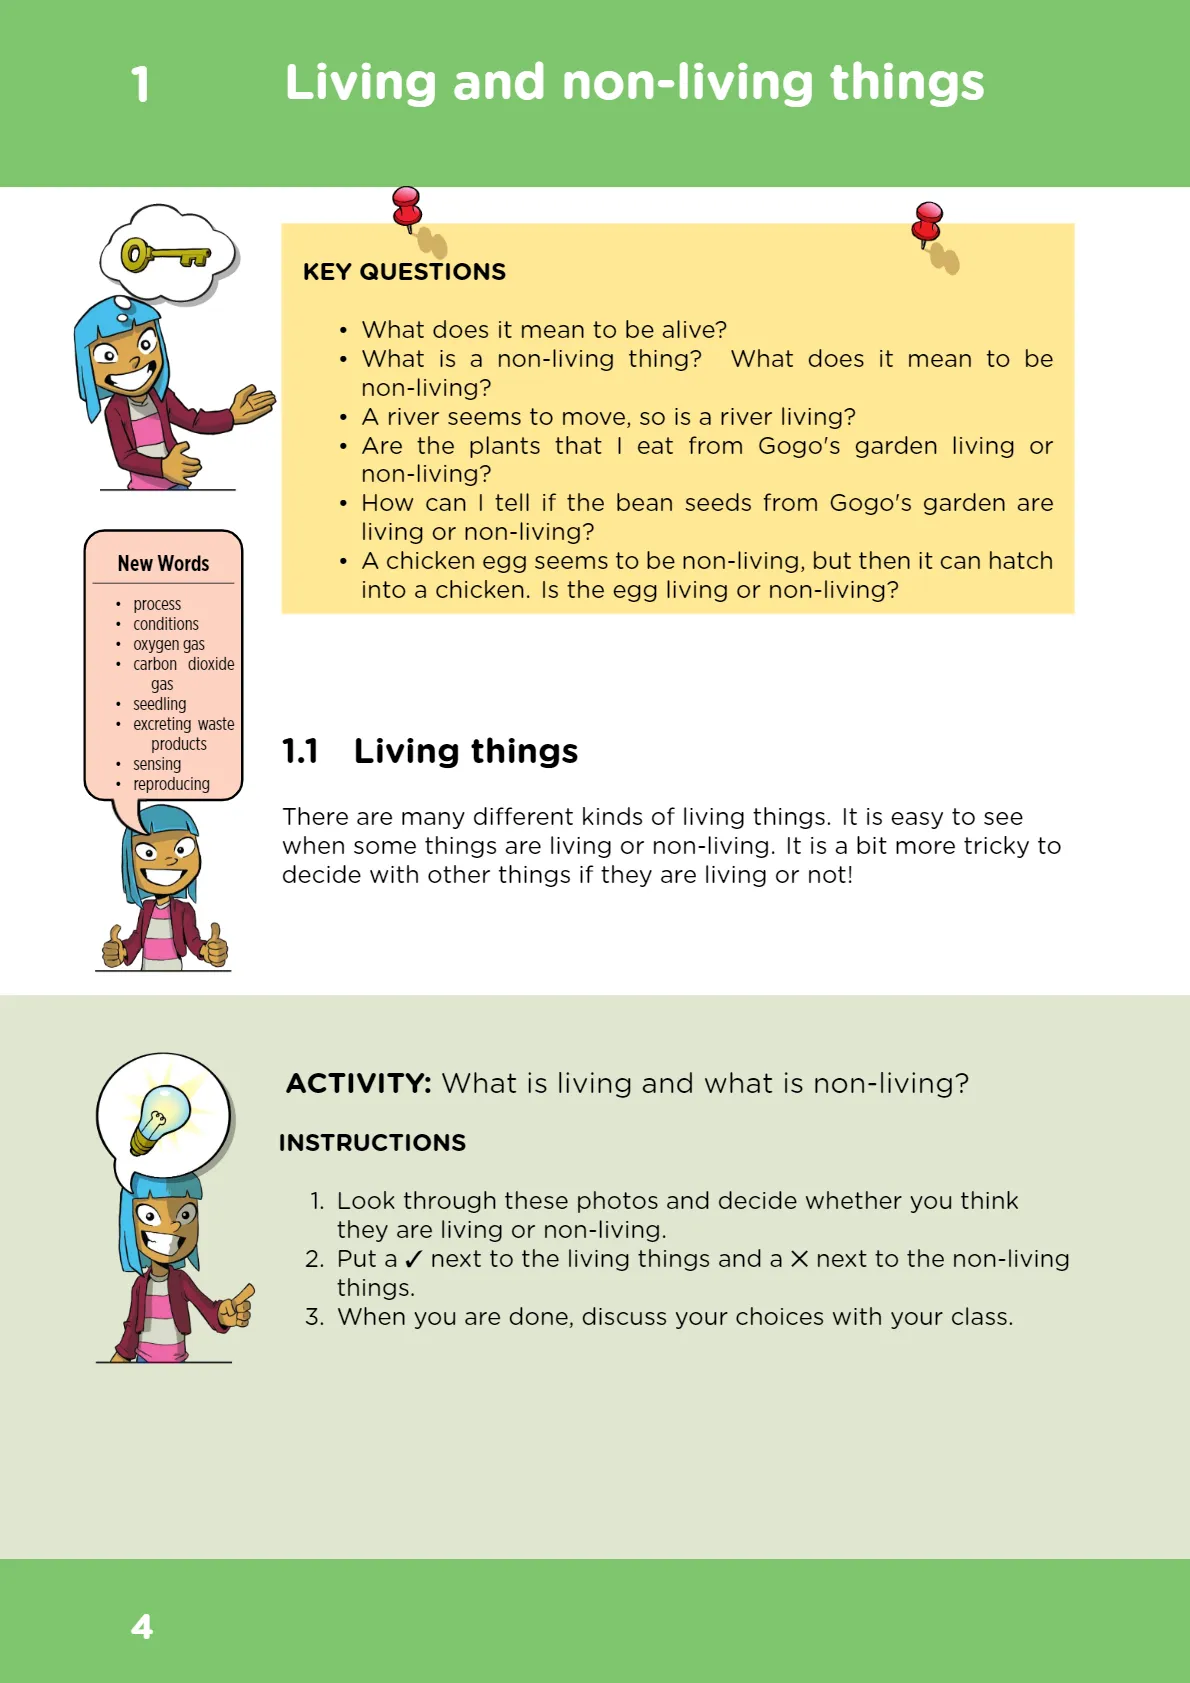 1 Living and non-living things
KEY QUESTIONS
• What does it mean to be alive?
• What is a non-living thing? What does it mean to be
non-living?
• A river seems to move, so is a river living?
• Are the plants that I eat from Gogo's garden living or
non-living?
• How can I tell if the bean seeds from Gogo's garden are
living or non-living?
• A chicken egg seems to be non-living, but then it can hatch
into a chicken. Is the egg living or non-living?
New Words
• process
• conditions
• oxygen gas
• carbon dioxide
gas
• seedling
• excreting waste
products
• sensing
• reproducing
1.1 Living things
There are many different kinds of living things. It is easy to see
when some things are living or non-living. It is a bit more tricky to
decide with other things if they are living or not!
ACTIVITY: What is living and what is non-living?
INSTRUCTIONS
1. Look through these photos and decide whether you think
they are living or non-living.
2. Put a ✓ next to the living things and a ✕ next to the non-living
things.
3. When you are done, discuss your choices with your class.
4